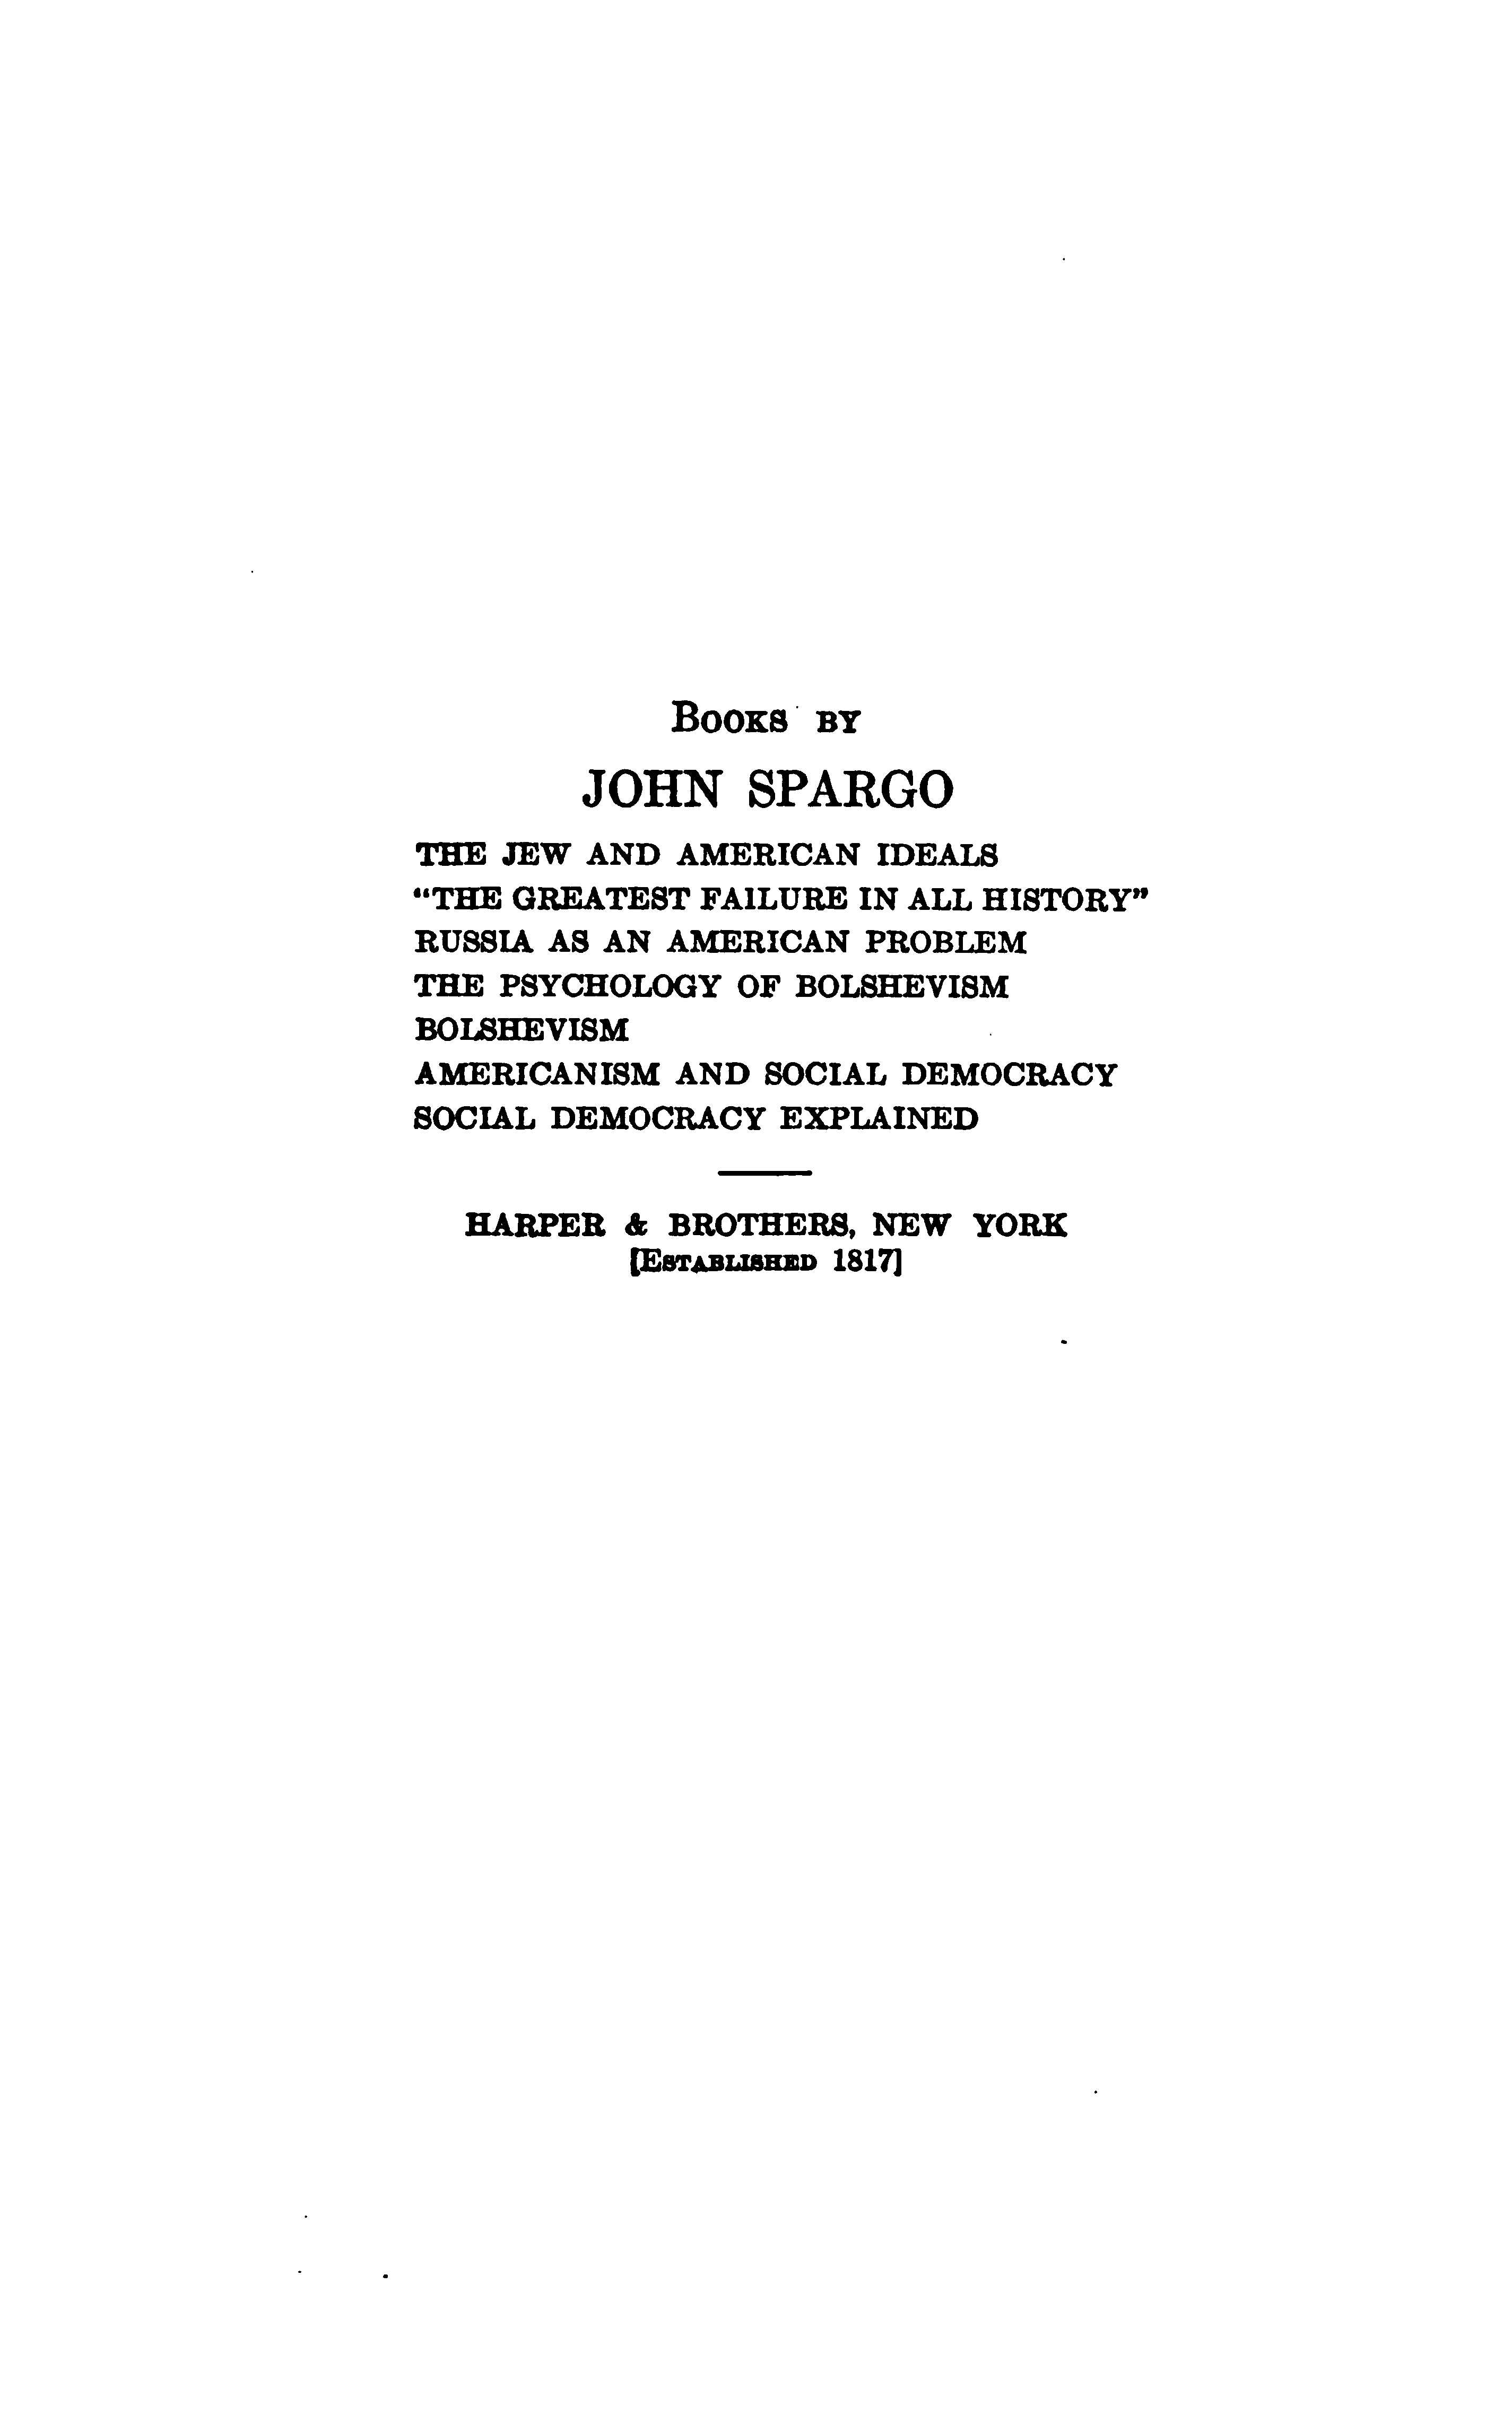 Books by
JOHN SPARGO
THE JEW AND AMERICAN IDEALS
“THE GREATEST FAILURE IN ALL HISTORY”
RUSSIA AS AN AMERICAN PROBLEM
THE PSYCHOLOGY OF BOLSHEVISM
BOLSHEVISM
AMERICANISM AND SOCIAL DEMOCRACY
SOCIAL DEMOCRACY EXPLAINED
HARPER & BROTHERS, NEW YORK
[Established 1817]